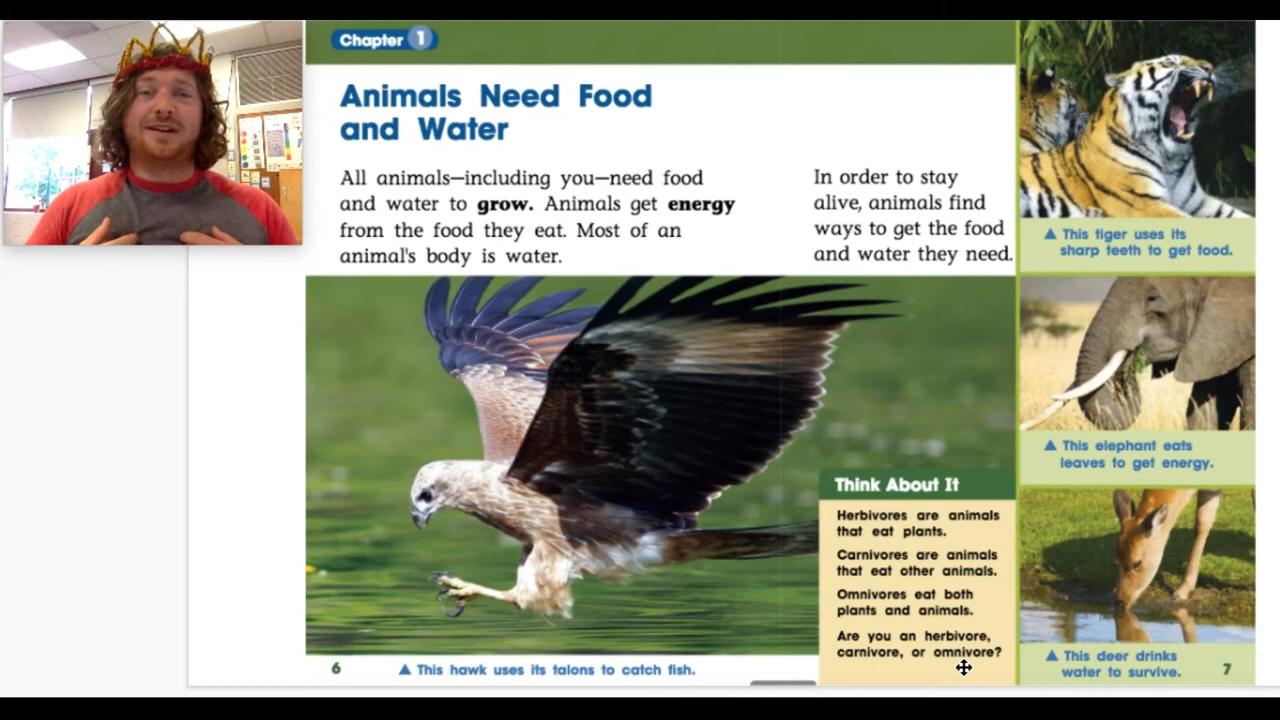 Chapter 1
Animals Need Food
and Water
All animals—including you—need food
and water to grow. Animals get energy
from the food they eat. Most of an
animal's body is water.
In order to stay
alive, animals find
ways to get the food
and water they need.
▲ This tiger uses its
sharp teeth to get food.
▲ This elephant eats
leaves to get energy.
Think About It
Herbivores are animals
that eat plants.
Carnivores are animals
that eat other animals.
Omnivores eat both
plants and animals.
Are you an herbivore,
carnivore, or omnivore?
6
▲ This hawk uses its talons to catch fish.
▲ This deer drinks
water to survive.
7